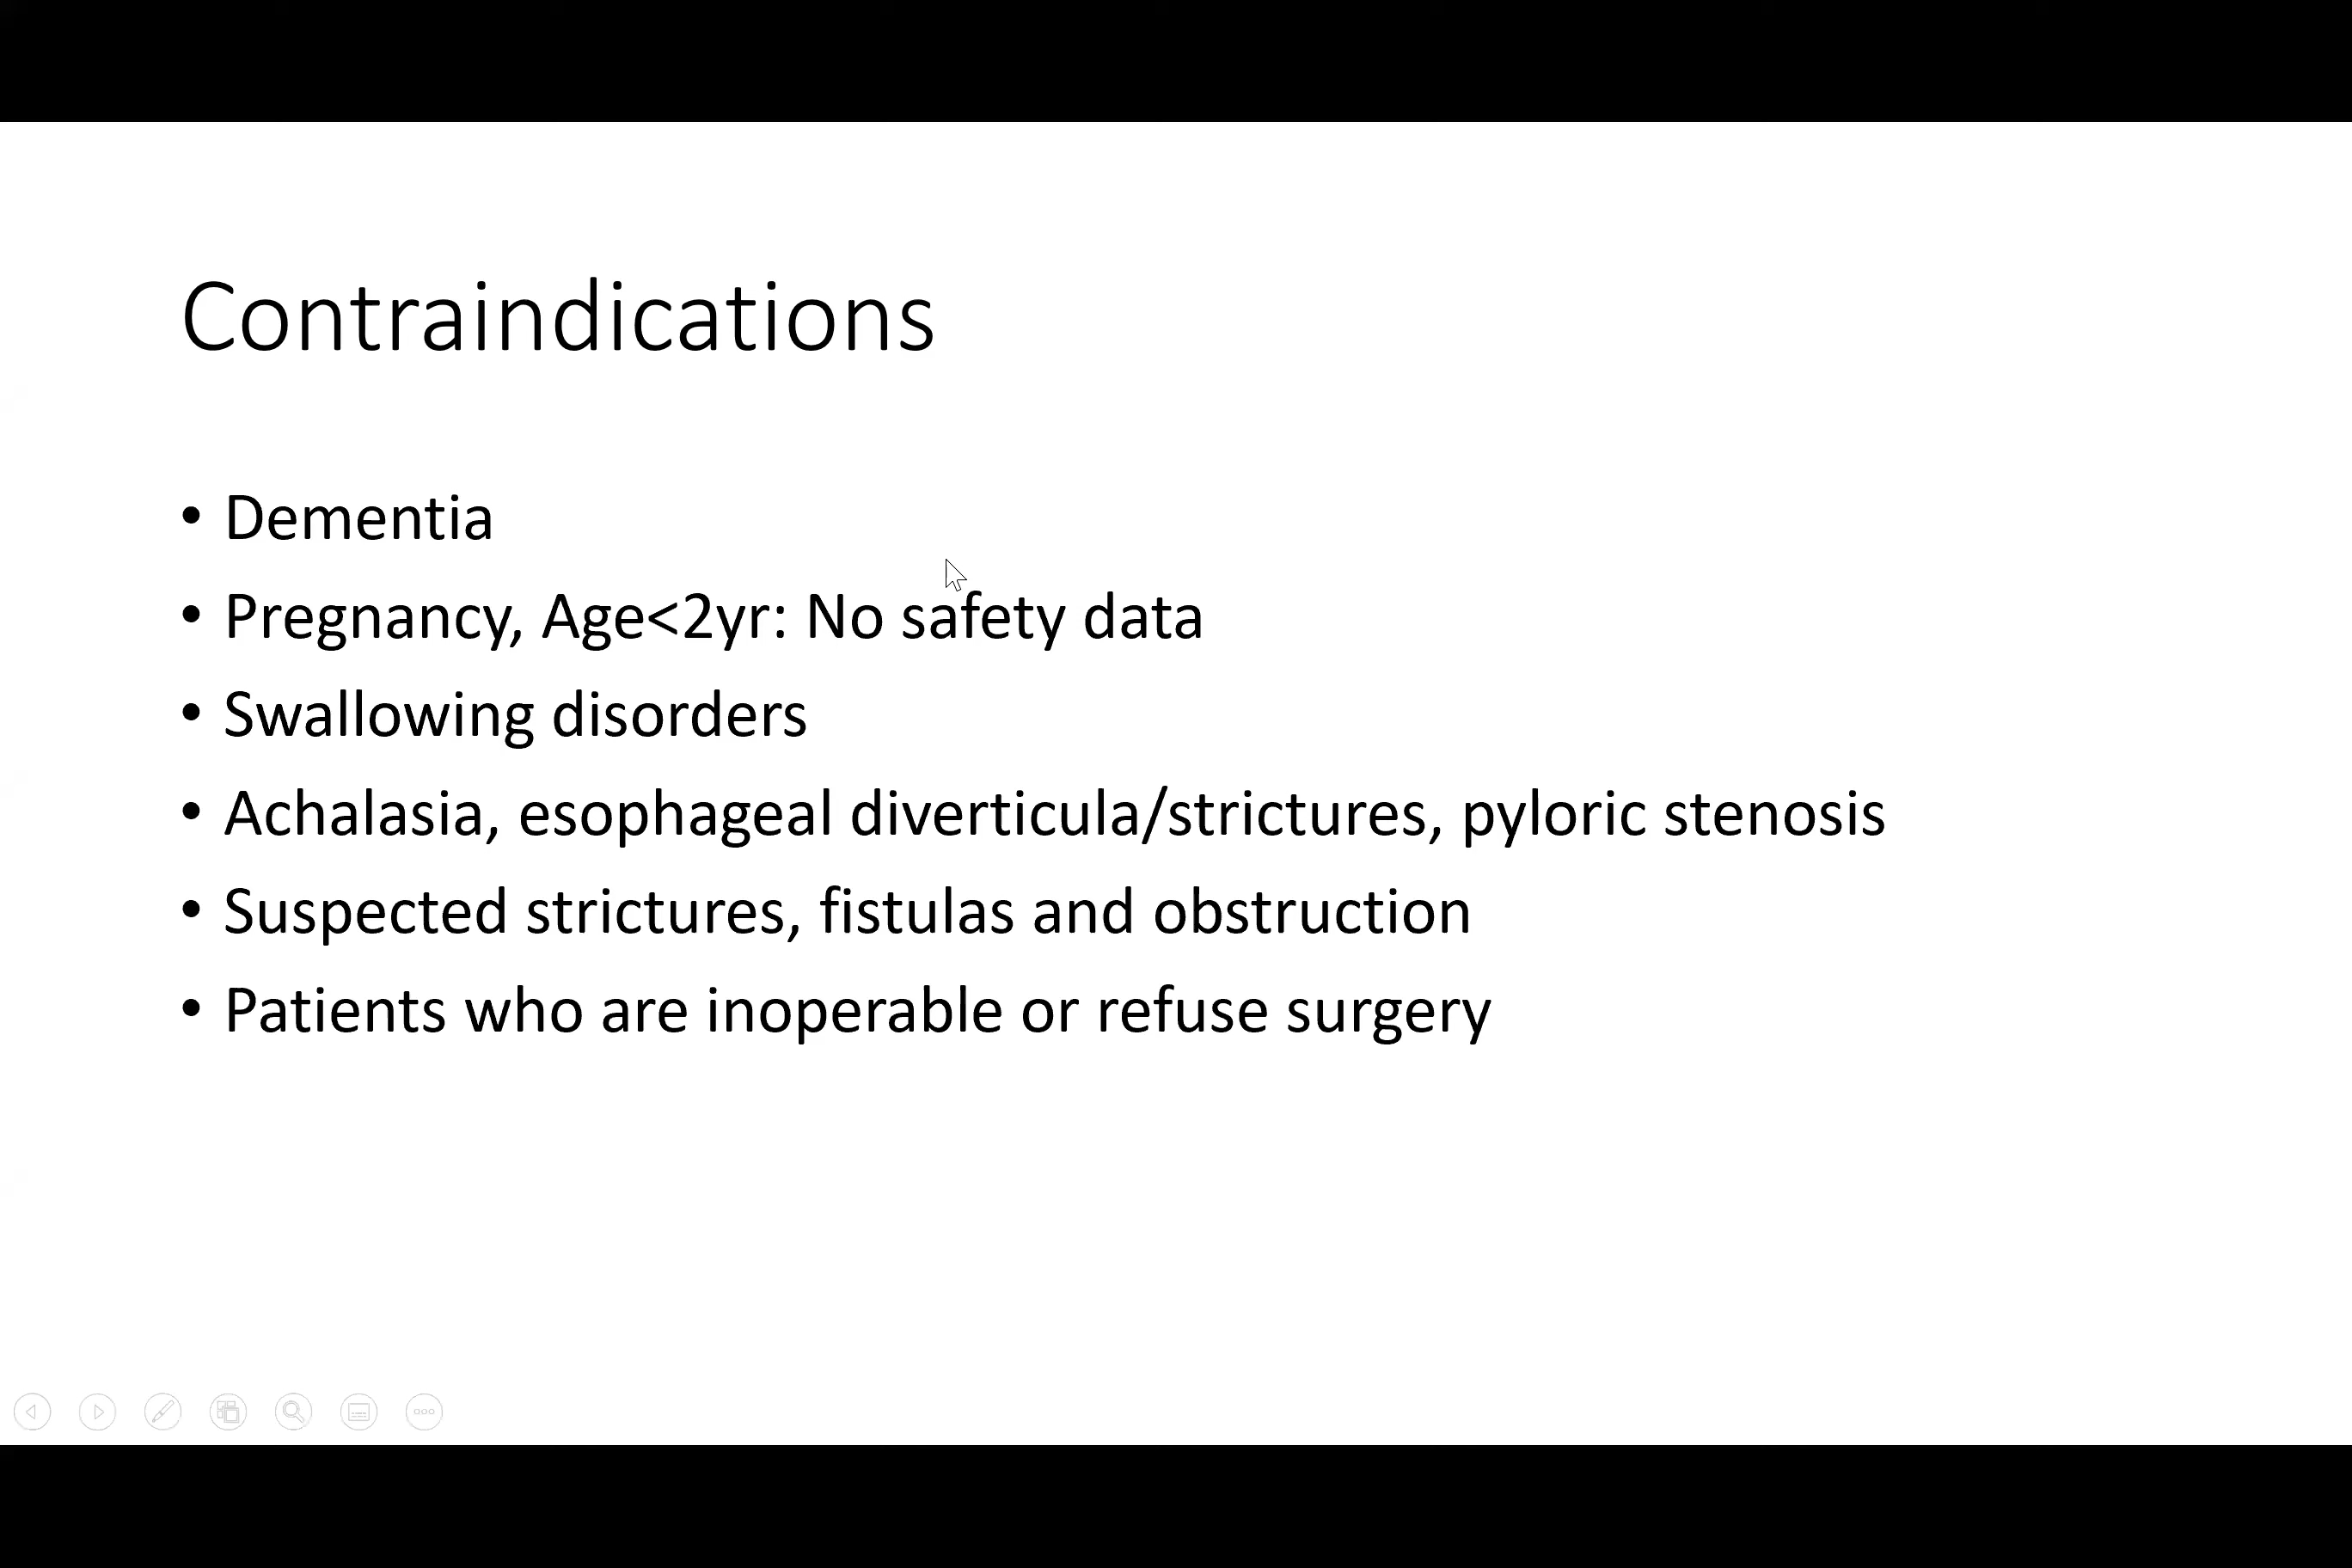 Contraindications
• Dementia
• Pregnancy, Age<2yr: No safety data
• Swallowing disorders
• Achalasia, esophageal diverticula/strictures, pyloric stenosis
• Suspected strictures, fistulas and obstruction
• Patients who are inoperable or refuse surgery